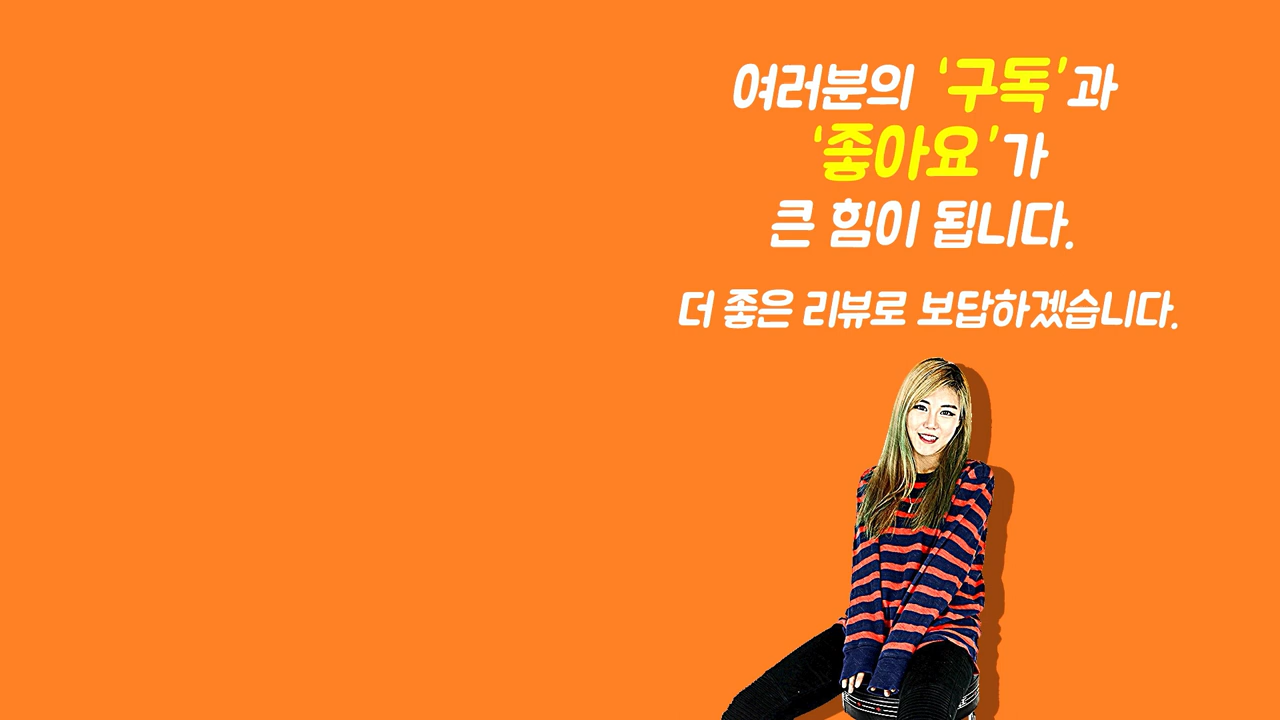 여러분의 ‘구독’과
‘좋아요’가
큰 힘이 됩니다.
더 좋은 리뷰로 보답하겠습니다.